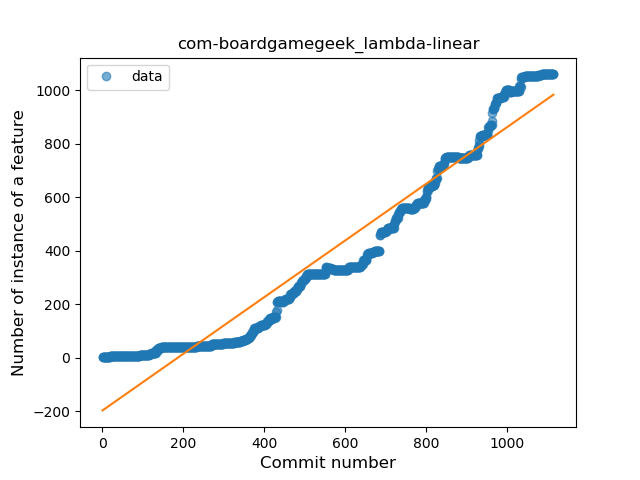 com-boardgamegeek_lambda-linear
data
Number of instance of a feature
1000
800
600
400
200
0
−200
0 200 400 600 800 1000
Commit number